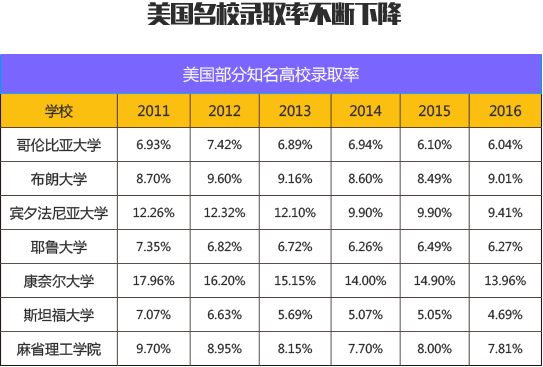 美国名校录取率不断下降
美国部分知名高校录取率
学校 2011 2012 2013 2014 2015 2016
哥伦比亚大学 6.93% 7.42% 6.89% 6.94% 6.10% 6.04%
布朗大学 8.70% 9.60% 9.16% 8.60% 8.49% 9.01%
宾夕法尼亚大学 12.26% 12.32% 12.10% 9.90% 9.90% 9.41%
耶鲁大学 7.35% 6.82% 6.72% 6.26% 6.49% 6.27%
康奈尔大学 17.96% 16.20% 15.15% 14.00% 14.90% 13.96%
斯坦福大学 7.07% 6.63% 5.69% 5.07% 5.05% 4.69%
麻省理工学院 9.70% 8.95% 8.15% 7.70% 8.00% 7.81%